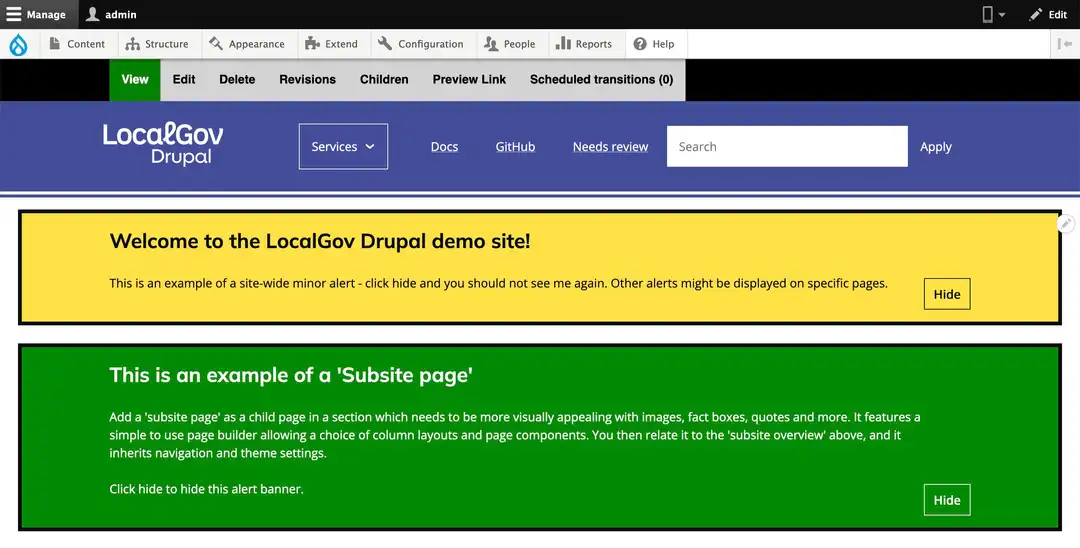 Manage admin Edit
Content Structure Appearance Extend Configuration People Reports Help
View Edit Delete Revisions Children Preview Link Scheduled transitions (0)
LocalGov
Drupal
Services Docs GitHub Needs review Search Apply
Welcome to the LocalGov Drupal demo site!
This is an example of a site-wide minor alert - click hide and you should not see me again. Other alerts might be displayed on specific pages.
Hide
This is an example of a 'Subsite page'
Add a 'subsite page' as a child page in a section which needs to be more visually appealing with images, fact boxes, quotes and more. It features a
simple to use page builder allowing a choice of column layouts and page components. You then relate it to the 'subsite overview' above, and it
inherits navigation and theme settings.
Click hide to hide this alert banner.
Hide